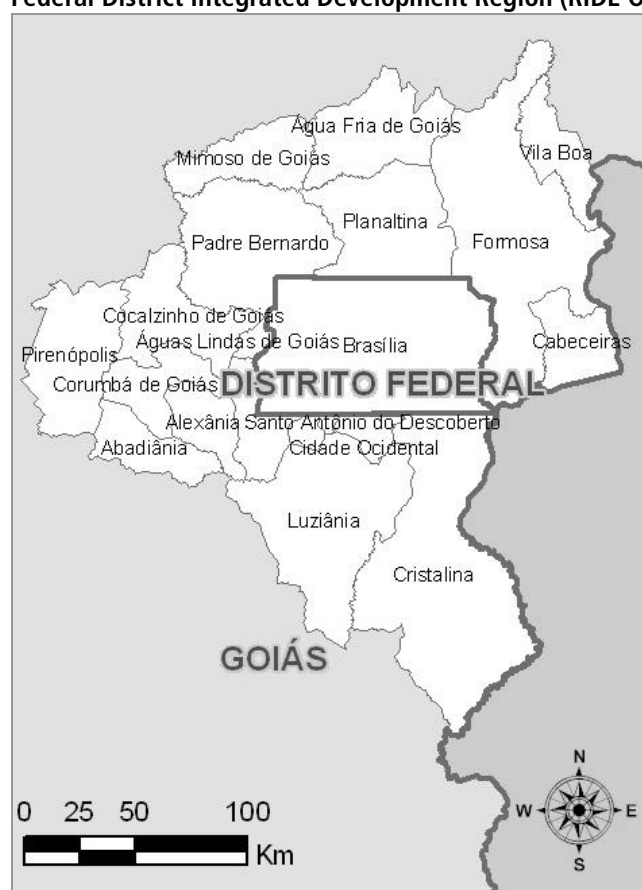 Federal District Integrated Development Region (RIDE
Água Fria de Goiás
Mimoso de Goiás
Vila Boa
Planaltina
Padre Bernardo
Formosa
Cocalzinho de Goiás
Águas Lindas de Goiás
Brasília
Cabeceiras
Pirenópolis
Corumbá de Goiás
DISTRITO FEDERAL
Alexânia
Santo Antônio do Descoberto
Abadiânia
Cidade Ocidental
Luziânia
Cristalina
GOIÁS
N
W
E
S
0 25 50 100
Km